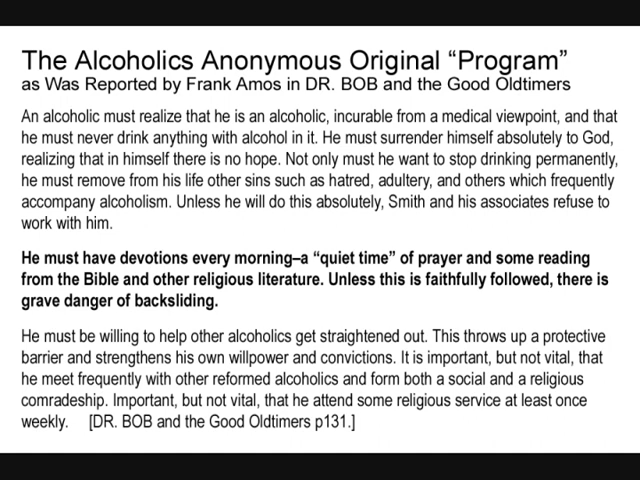 The Alcoholics Anonymous Original “Program”
as Was Reported by Frank Amos in DR. BOB and the Good Oldtimers
An alcoholic must realize that he is an alcoholic, incurable from a medical viewpoint, and that
he must never drink anything with alcohol in it. He must surrender himself absolutely to God,
realizing that in himself there is no hope. Not only must he want to stop drinking permanently,
he must remove from his life other sins such as hatred, adultery, and others which frequently
accompany alcoholism. Unless he will do this absolutely, Smith and his associates refuse to
work with him.
He must have devotions every morning–a “quiet time” of prayer and some reading
from the Bible and other religious literature. Unless this is faithfully followed, there is
grave danger of backsliding.
He must be willing to help other alcoholics get straightened out. This throws up a protective
barrier and strengthens his own willpower and convictions. It is important, but not vital, that
he meet frequently with other reformed alcoholics and form both a social and a religious
comradeship. Important, but not vital, that he attend some religious service at least once
weekly. [DR. BOB and the Good Oldtimers p131.]